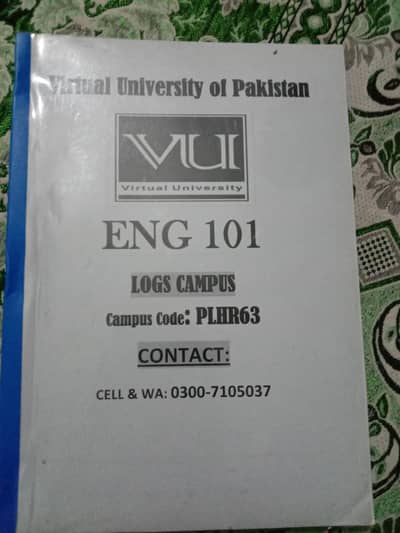 Virtual University of Pakistan
VU
Virtual University
ENG 101
LOGS CAMPUS
Campus Code: PLHR63
CONTACT:
CELL & WA: 0300-7105037